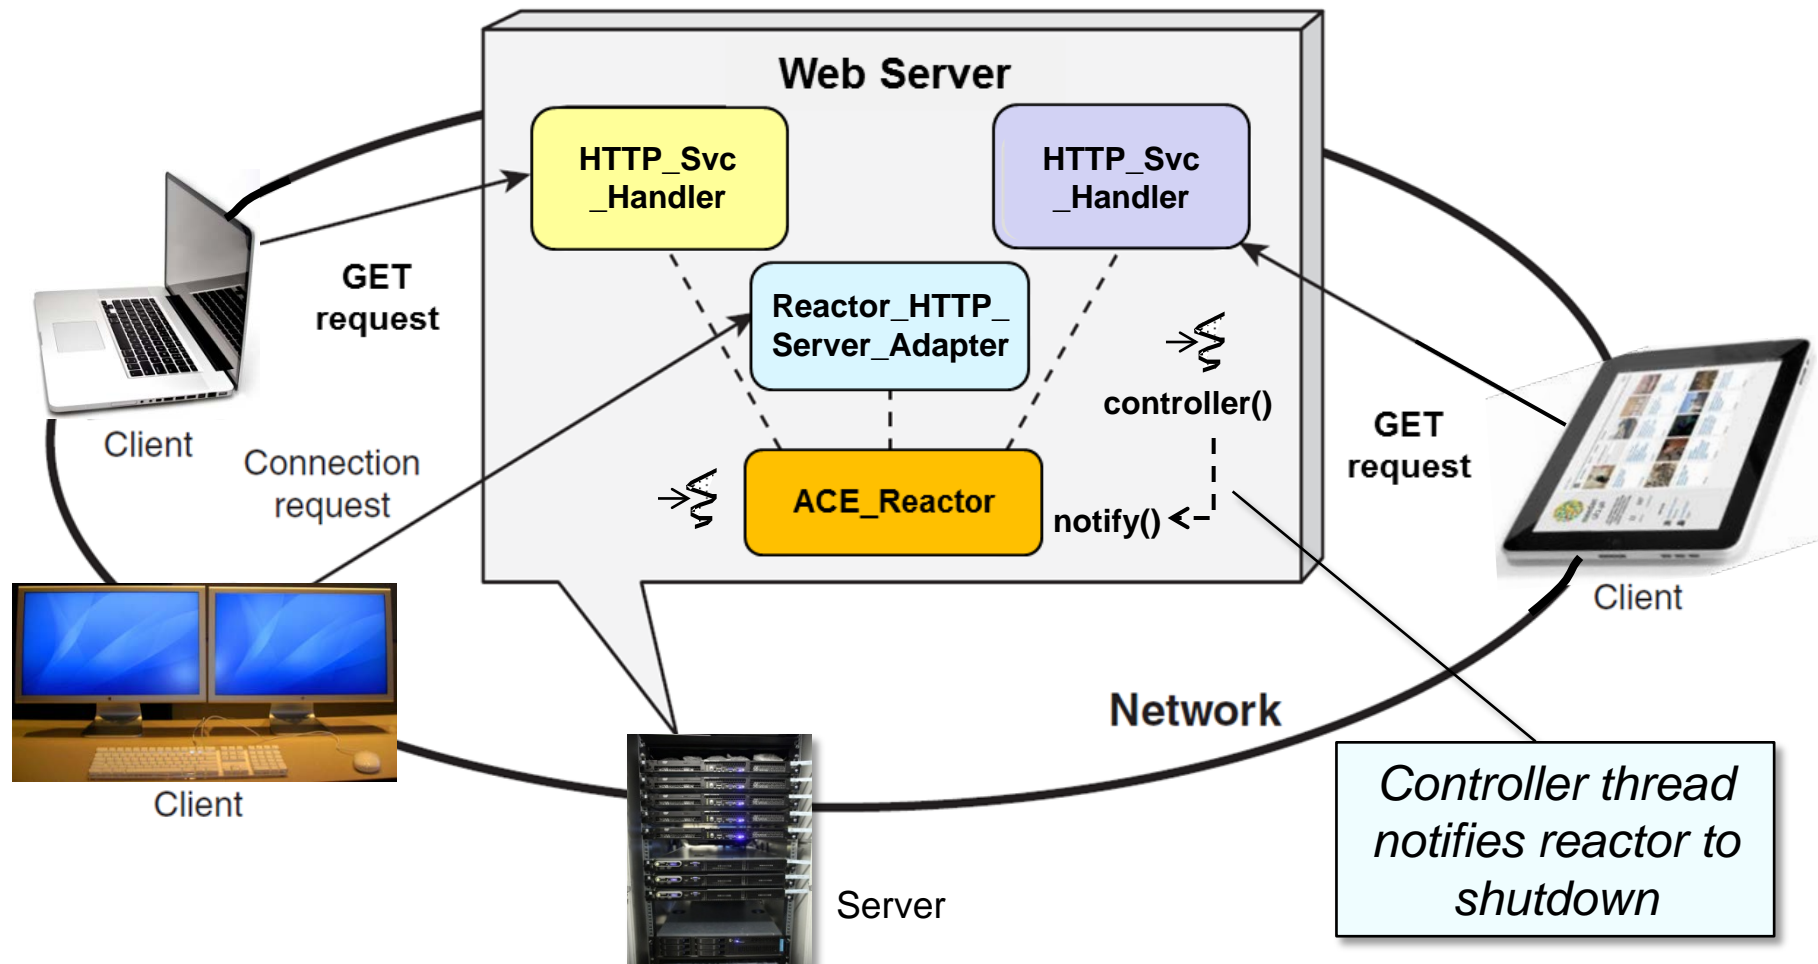 Web Server
HTTP_Svc
_Handler
HTTP_Svc
_Handler
GET
request
Reactor_HTTP_
Server_Adapter
controller()
GET
request
Client
Connection
request
ACE_Reactor
notify()
Client
Network
Client
Server
Controller thread
notifies reactor to
shutdown